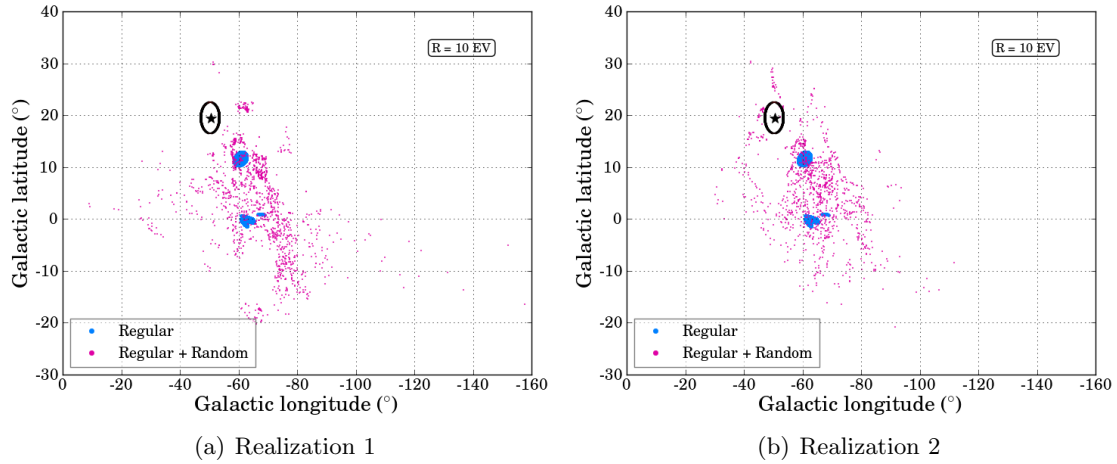 R = 10 EV
Galactic latitude (°)
40
30
20
10
0
-10
-20
-30
Regular
Regular + Random
0 -20 -40 -60 -80 -100 -120 -140 -160
Galactic longitude (°)
(a) Realization 1
R = 10 EV
Galactic latitude (°)
40
30
20
10
0
-10
-20
-30
Regular
Regular + Random
0 -20 -40 -60 -80 -100 -120 -140 -160
Galactic longitude (°)
(b) Realization 2